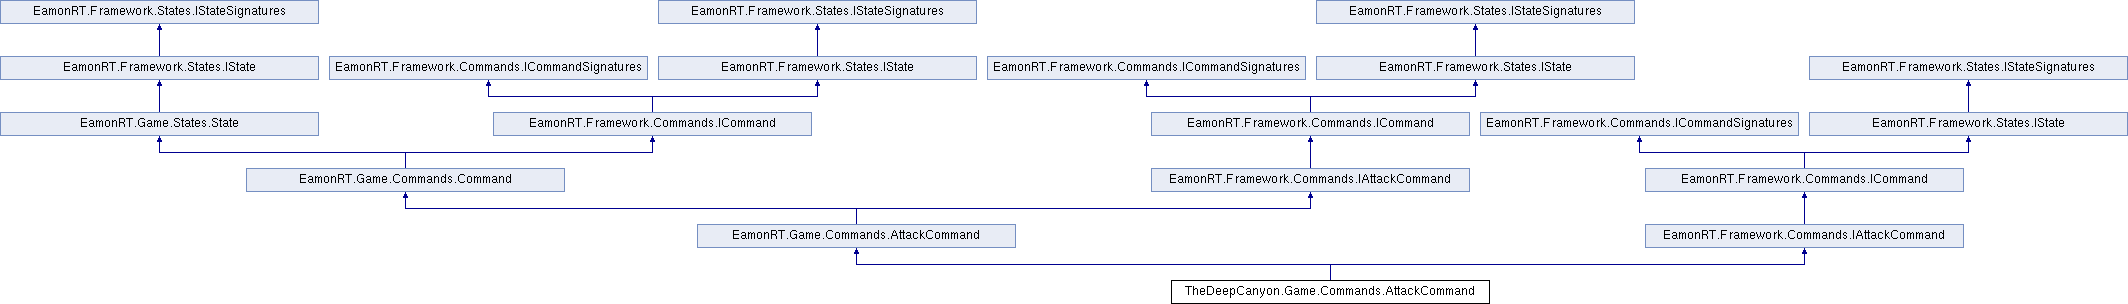 EamonRT.Framework.States.IStateSignatures
EamonRT.Framework.States.IStateSignatures
EamonRT.Framework.States.IStateSignatures
EamonRT.Framework.States.IState
EamonRT.Framework.Commands.ICommandSignatures
EamonRT.Framework.States.IState
EamonRT.Framework.Commands.ICommandSignatures
EamonRT.Framework.States.IState
EamonRT.Framework.States.IStateSignatures
EamonRT.Game.States.State
EamonRT.Framework.Commands.ICommand
EamonRT.Framework.Commands.ICommand
EamonRT.Framework.Commands.ICommandSignatures
EamonRT.Framework.States.IState
EamonRT.Game.Commands.Command
EamonRT.Framework.Commands.IAttackCommand
EamonRT.Framework.Commands.ICommand
EamonRT.Game.Commands.AttackCommand
EamonRT.Framework.Commands.IAttackCommand
TheDeepCanyon.Game.Commands.AttackCommand